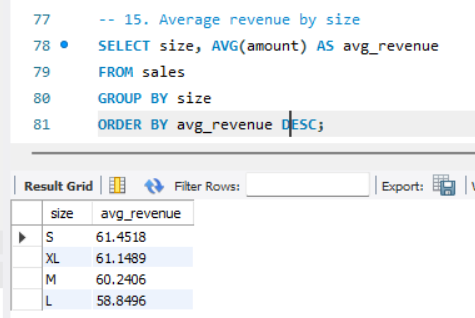 77 -- 15. Average revenue by size
78 SELECT size, AVG(amount) AS avg_revenue
79 FROM sales
80 GROUP BY size
81 ORDER BY avg_revenue DESC;
Result Grid Filter Rows: Export:
size avg_revenue
S 61.4518
XL 61.1489
M 60.2406
L 58.8496